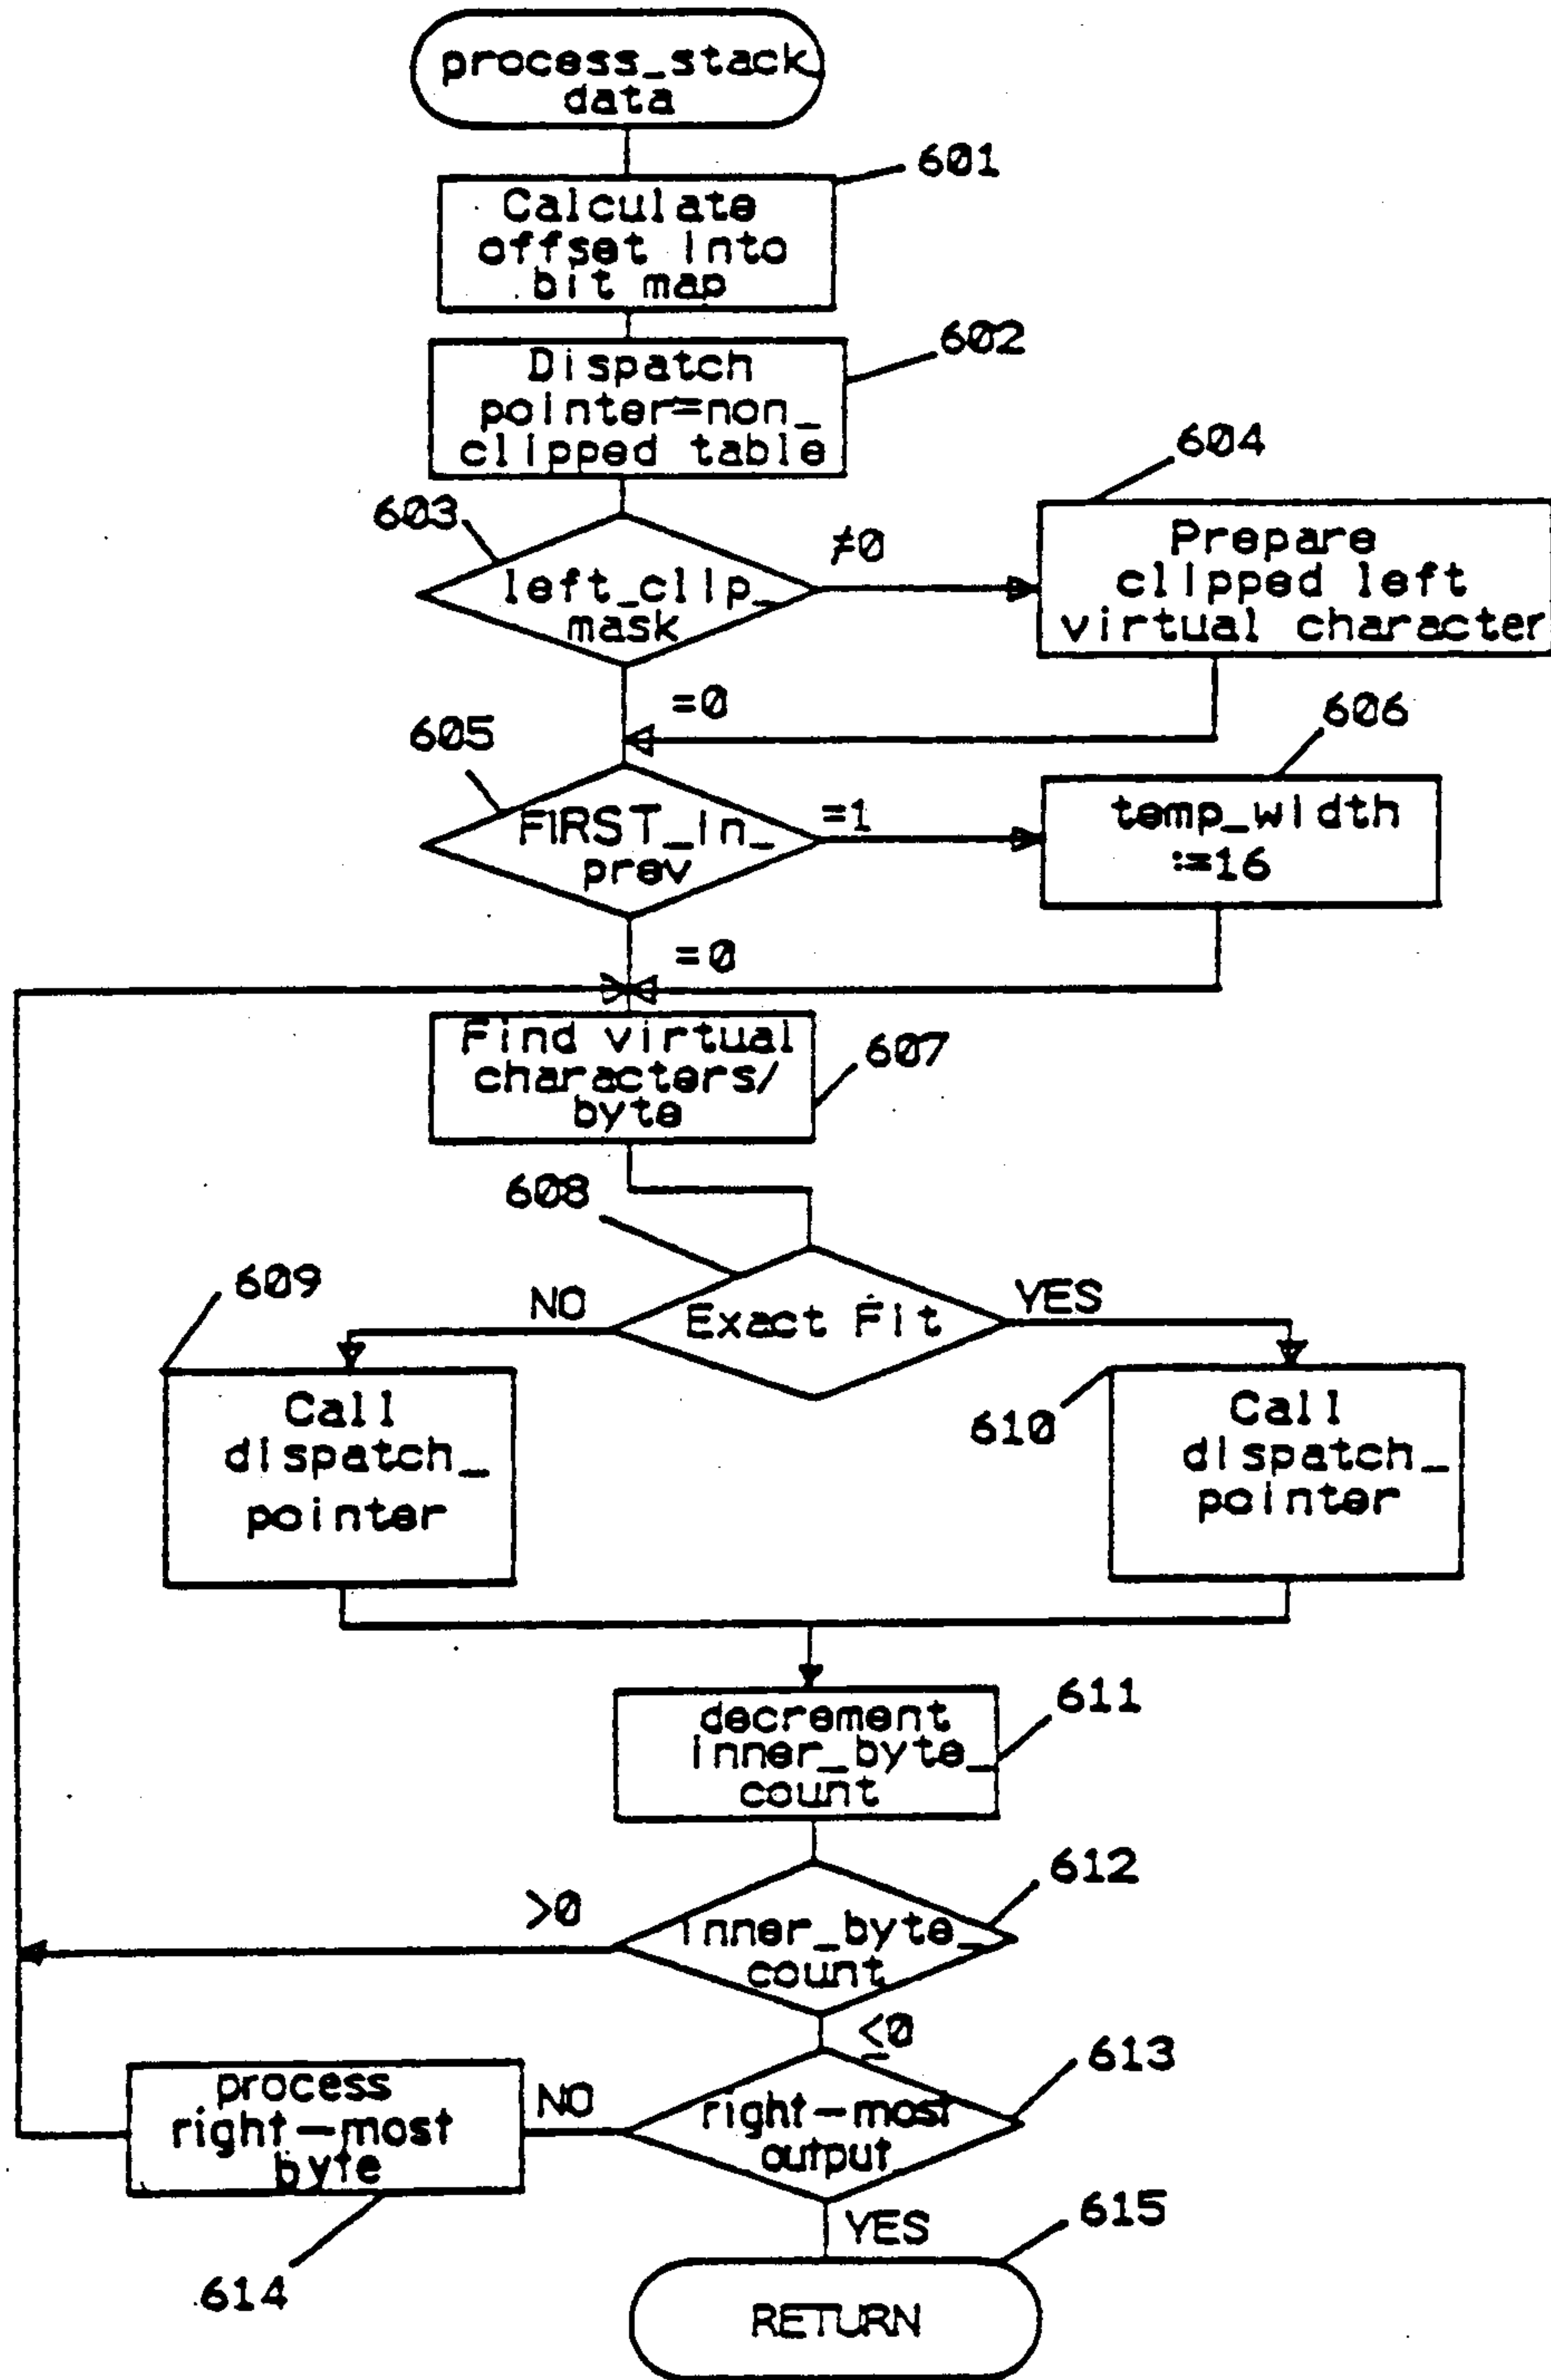 process_stack_
data
601
Calculate
offset into
bit map
602
Dispatch
pointer=non_
clipped table
604
603
≠0
Prepare
clipped left
virtual character
left_clip_
mask
=0
606
605
=1
temp_width
:=16
FIRST_in_
prev
=0
Find virtual
characters/
byte
607
608
609
NO
Exact Fit
YES
Call
dispatch_
pointer
610
Call
dispatch_
pointer
611
decrement
inner_byte_
count
612
>0
inner_byte_
count
≤0
613
process
right-most
byte
NO
right-most
output
614
YES
615
RETURN